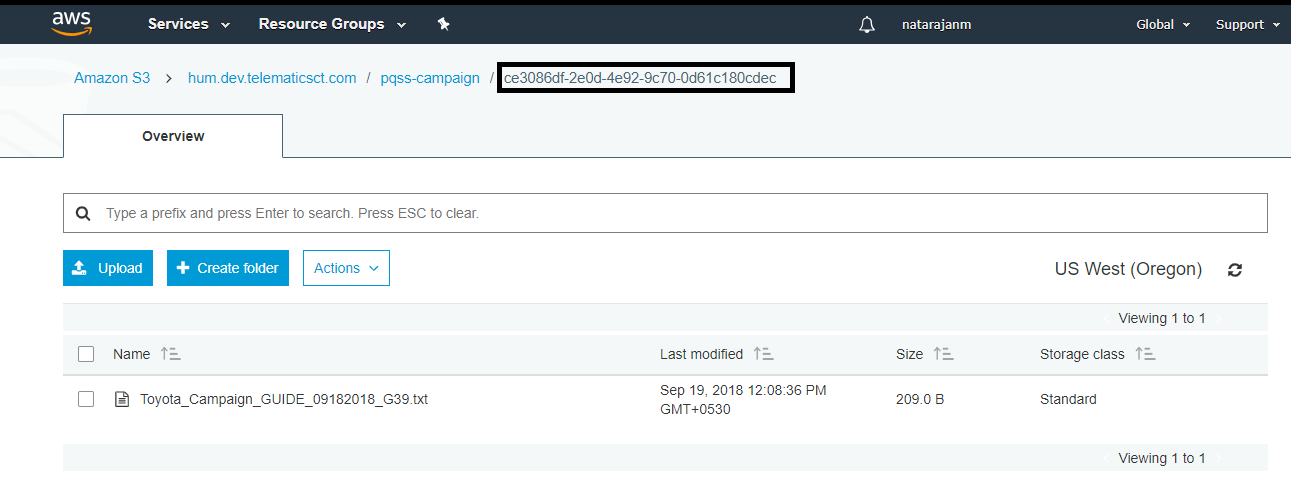 aws Services Resource Groups natarajanm Global Support
Amazon S3 > hum.dev.telematicsct.com / pqss-campaign / ce3086df-2e0d-4e92-9c70-0d61c180cdec
Overview
Type a prefix and press Enter to search. Press ESC to clear.
Upload + Create folder Actions US West (Oregon)
Viewing 1 to 1
Name Last modified Size Storage class
Toyota_Campaign_GUIDE_09182018_G39.txt Sep 19, 2018 12:08:36 PM 209.0 B Standard
GMT+0530
Viewing 1 to 1